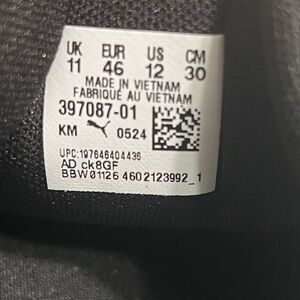 UK EUR US CM
11 46 12 30
MADE IN VIETNAM
FABRIQUÉ AU VIETNAM
397087-01
KM 0524
UPC:197646404436
AD ck8GF
BBW01126 4602123992_1